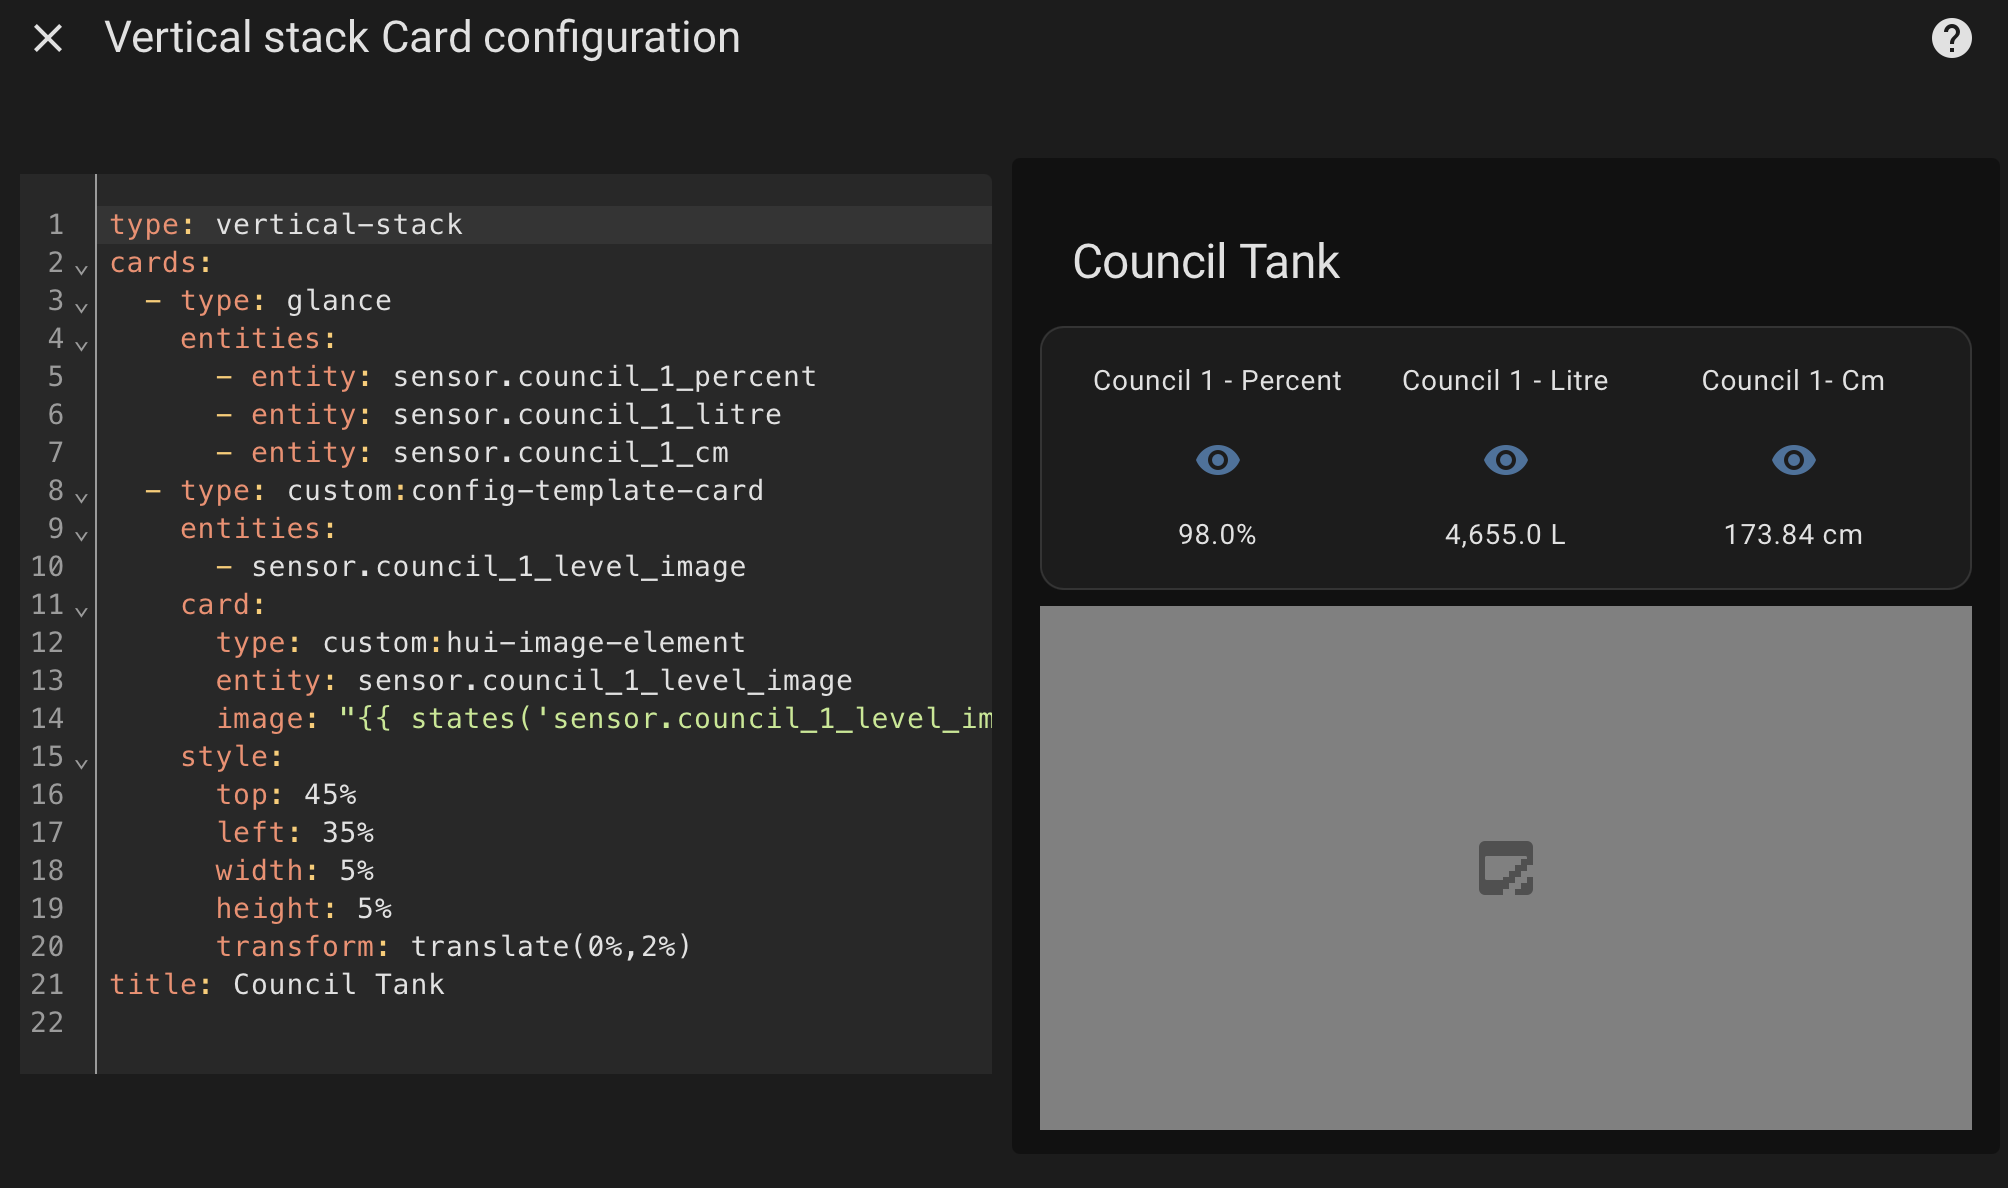 Vertical stack Card configuration
?
1 type: vertical-stack
2 cards:
3   - type: glance
4     entities:
5       - entity: sensor.council_1_percent
6       - entity: sensor.council_1_litre
7       - entity: sensor.council_1_cm
8   - type: custom:config-template-card
9     entities:
10       - sensor.council_1_level_image
11     card:
12       type: custom:hui-image-element
13       entity: sensor.council_1_level_image
14       image: "{{ states('sensor.council_1_level_im
15     style:
16       top: 45%
17       left: 35%
18       width: 5%
19       height: 5%
20       transform: translate(0%,2%)
21 title: Council Tank
22
Council Tank
Council 1 - Percent Council 1 - Litre Council 1- Cm
98.0% 4,655.0 L 173.84 cm